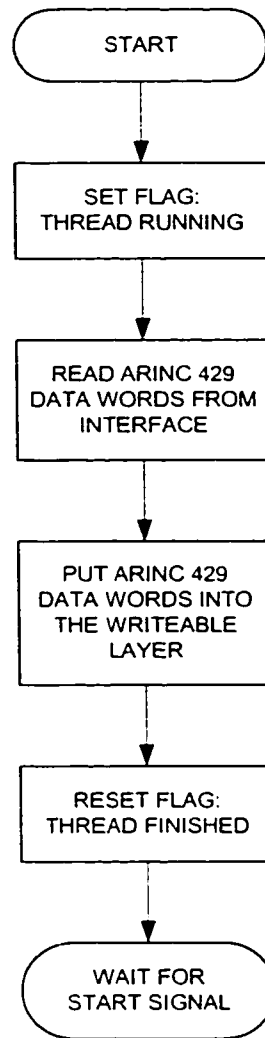 START
SET FLAG:
THREAD RUNNING
READ ARINC 429
DATA WORDS FROM
INTERFACE
PUT ARINC 429
DATA WORDS INTO
THE WRITEABLE
LAYER
RESET FLAG:
THREAD FINISHED
WAIT FOR
START SIGNAL